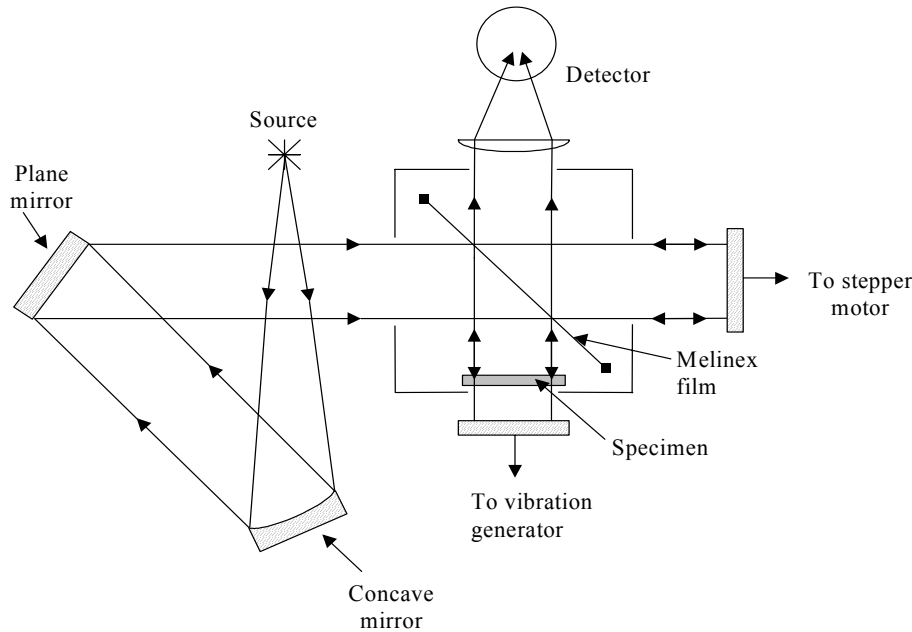 Detector
Source
Plane
mirror
To stepper
motor
Melinex
film
Specimen
To vibration
generator
Concave
mirror